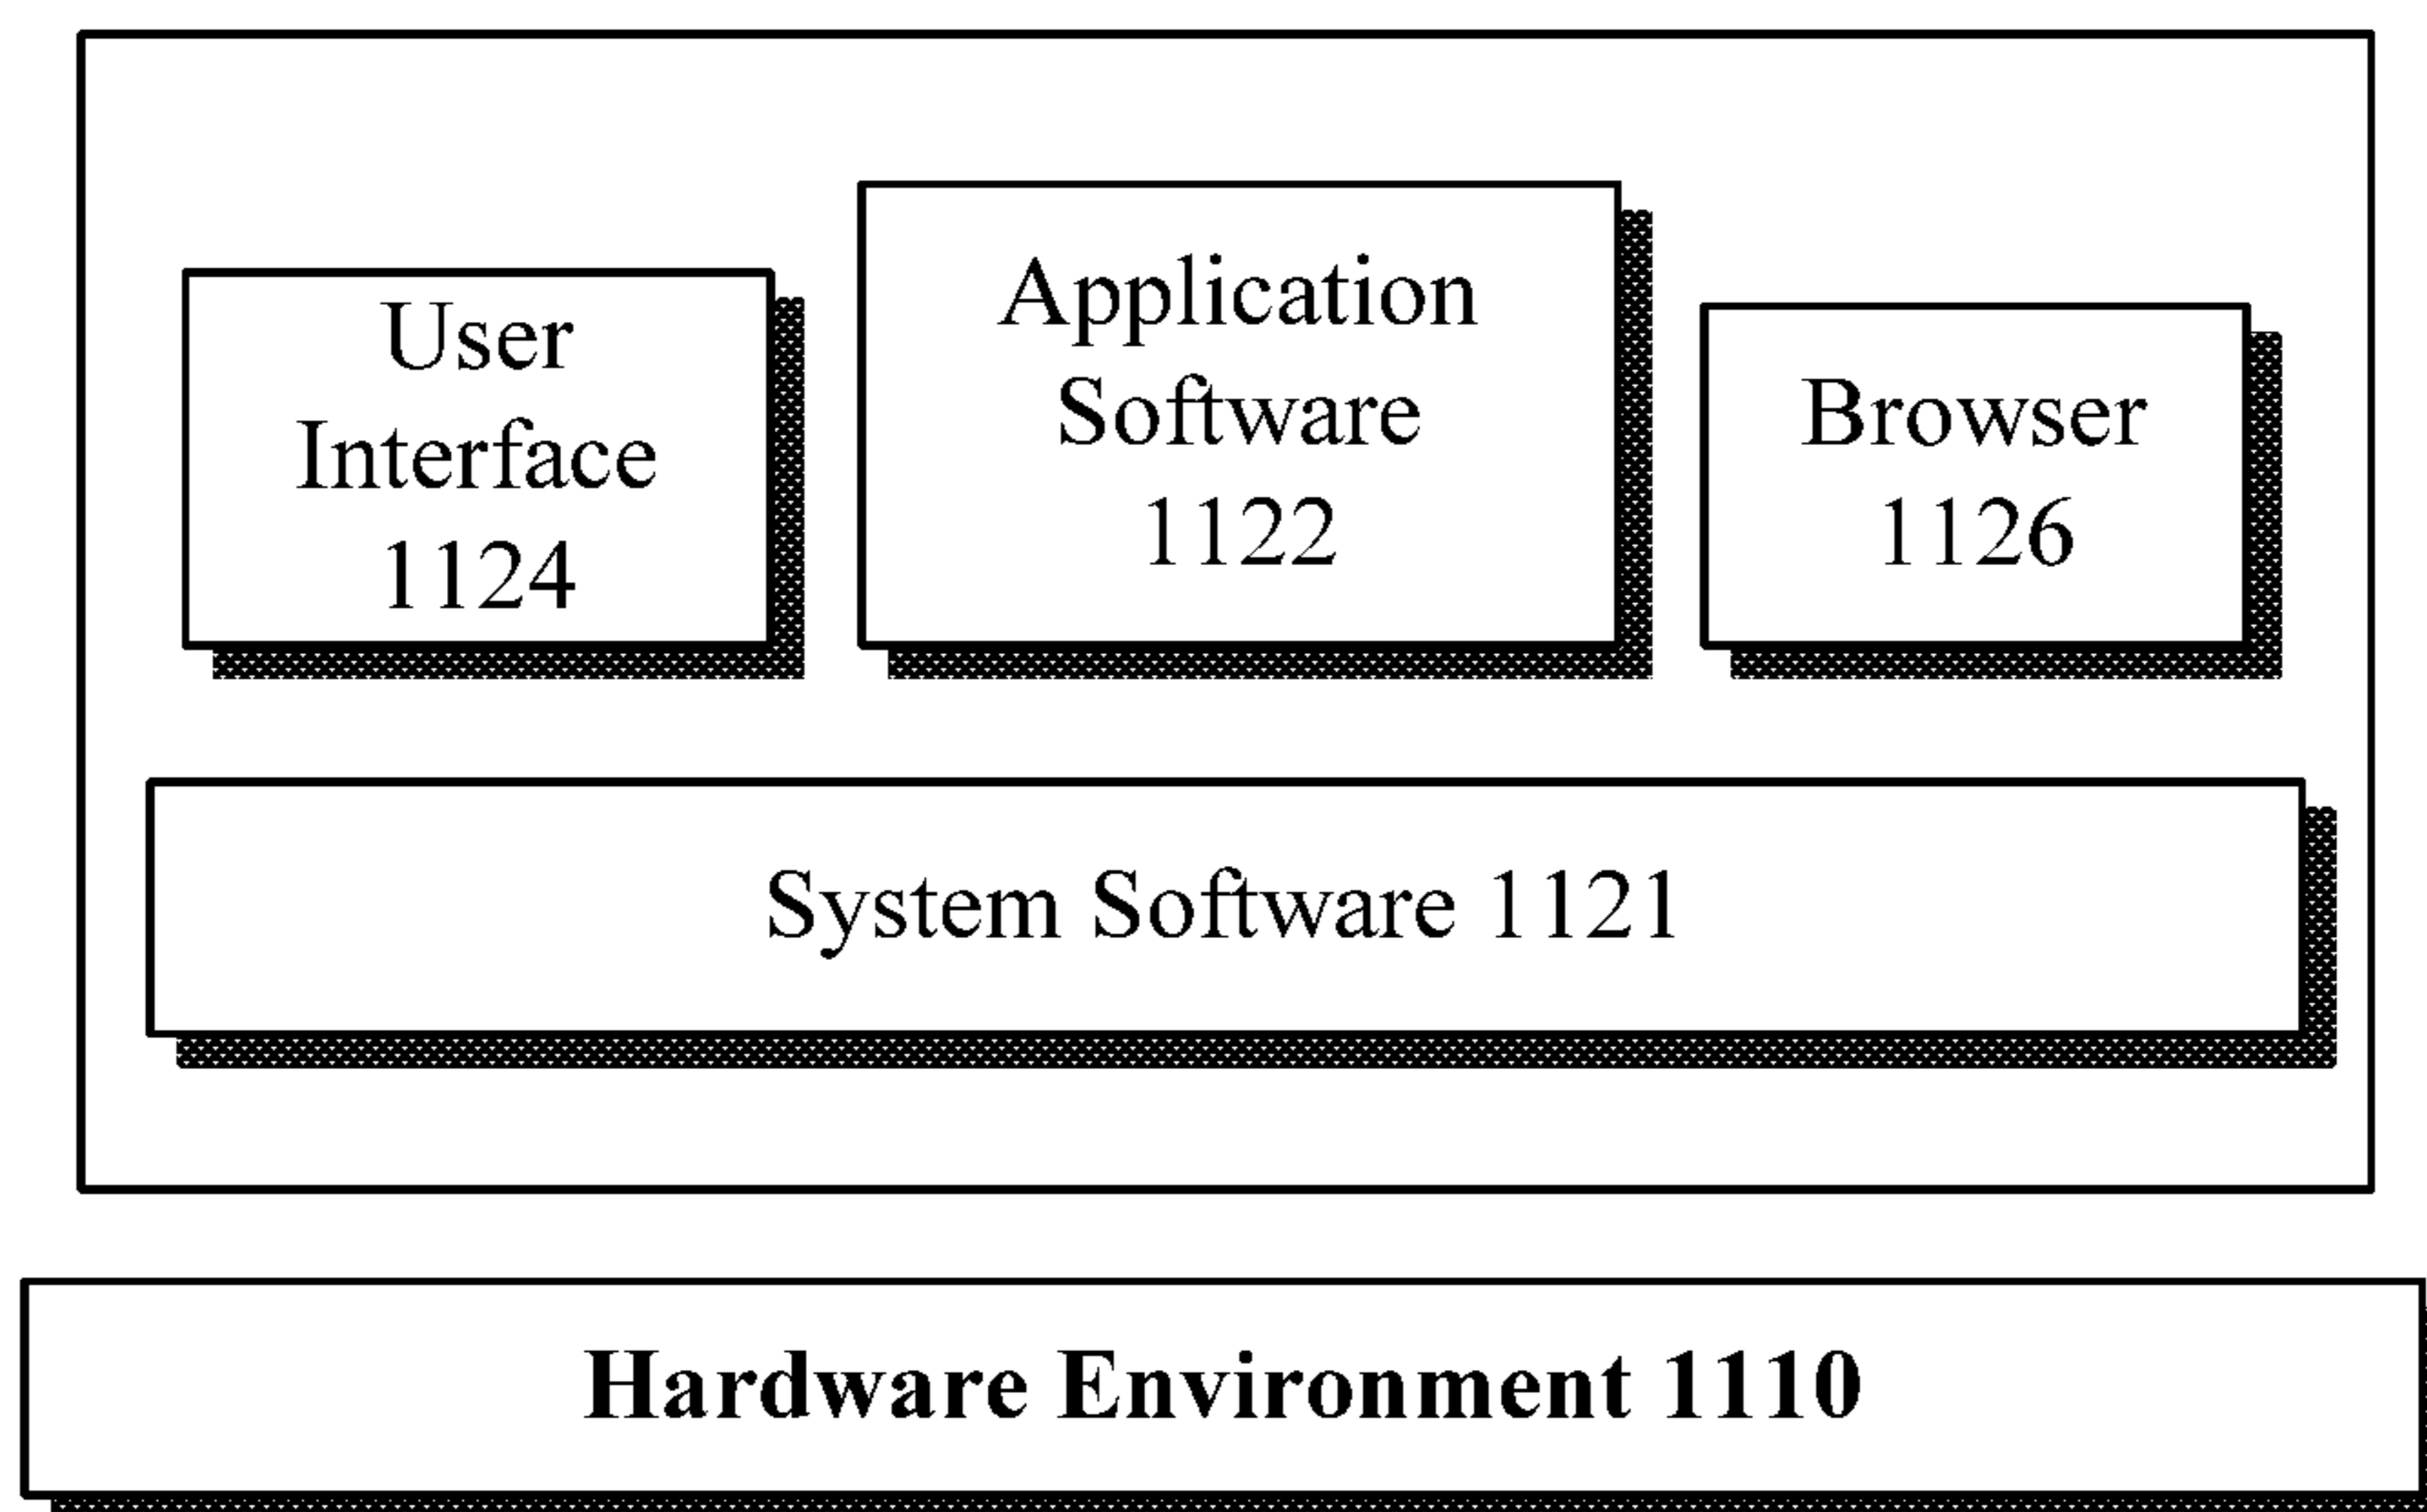 User
Interface
1124
Application
Software
1122
Browser
1126
System Software 1121
Hardware Environment 1110